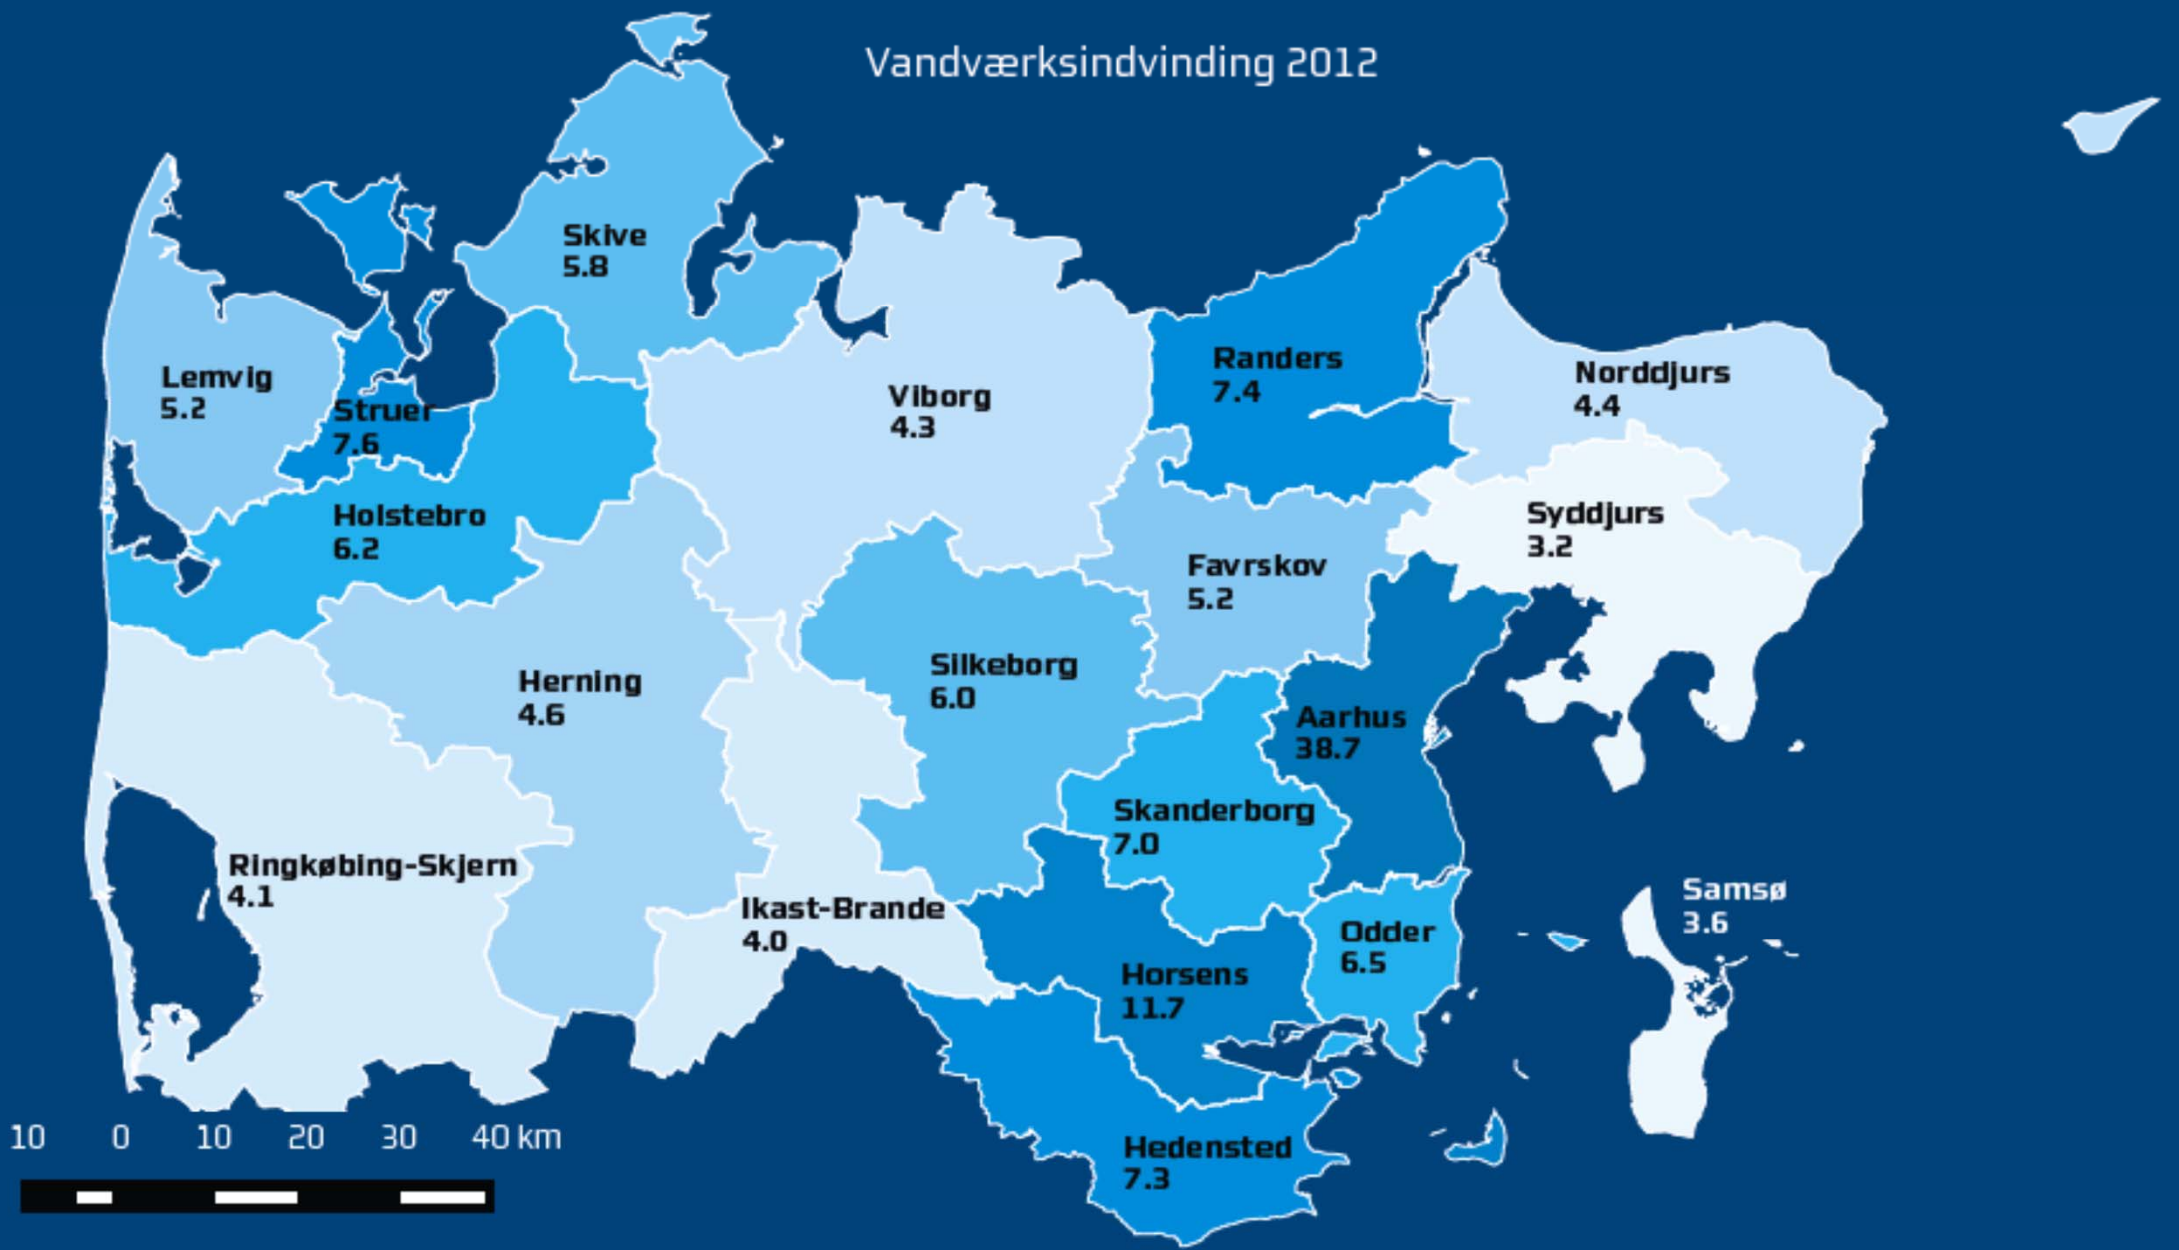 Vandværksindvinding 2012
Skive
5.8
Lemvig
5.2
Struer
7.6
Viborg
4.3
Randers
7.4
Norddjurs
4.4
Holstebro
6.2
Syddjurs
3.2
Favrskov
5.2
Herning
4.6
Silkeborg
6.0
Aarhus
38.7
Skanderborg
7.0
Ringkøbing-Skjern
4.1
Ikast-Brande
4.0
Samsø
3.6
Odder
6.5
Horsens
11.7
Hedensted
7.3
10 0 10 20 30 40 km